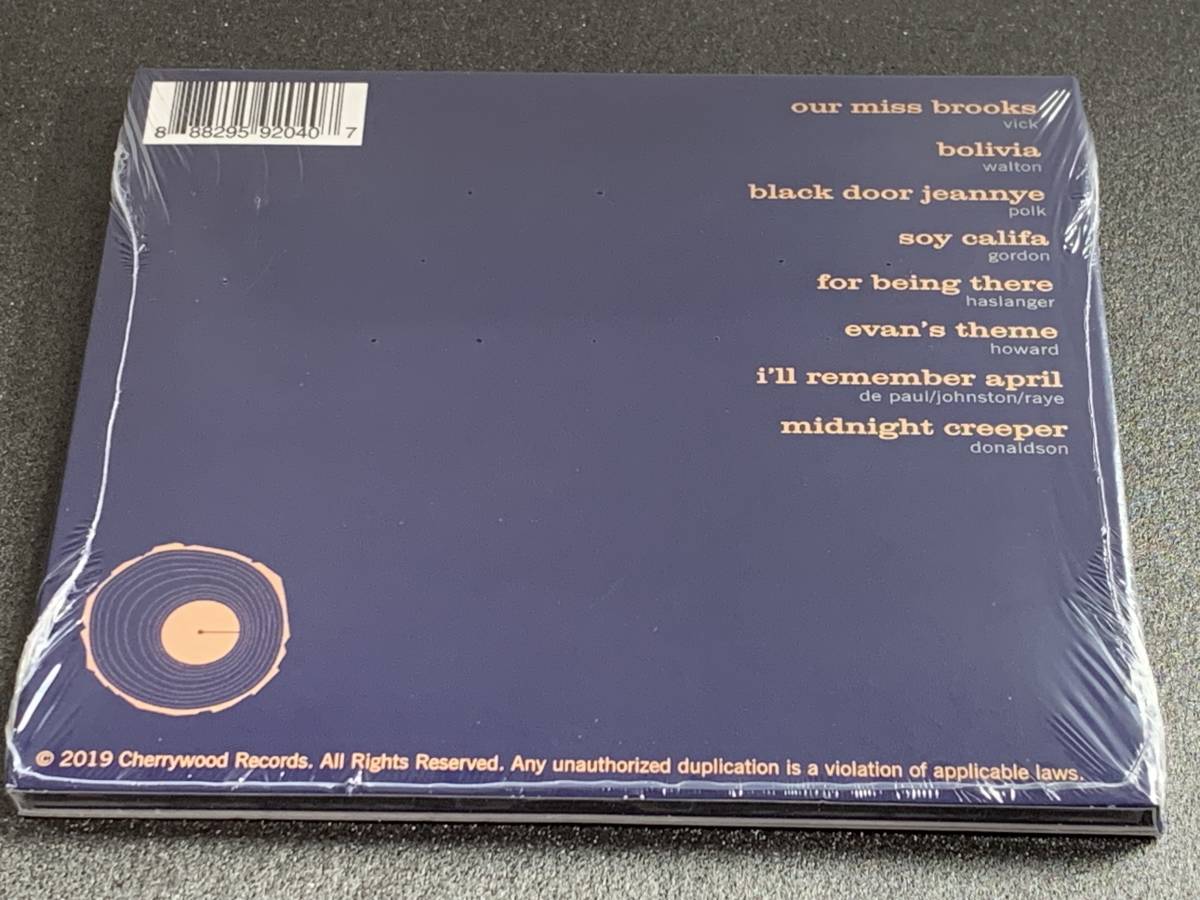 8 88295 92040 7
our miss brooks
vick
bolivia
walton
black door jeannye
polk
soy califa
gordon
for being there
haslanger
evan's theme
howard
i'll remember april
de paul/johnston/raye
midnight creeper
donaldson
© 2019 Cherrywood Records. All Rights Reserved. Any unauthorized duplication is a violation of applicable laws.